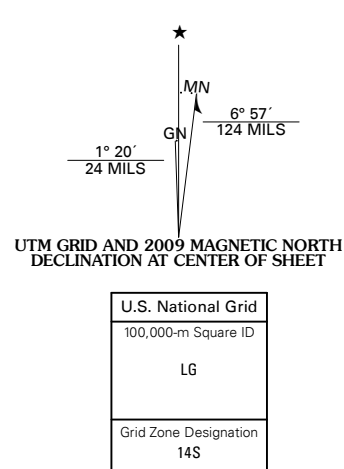 ★
MN
GN
6° 57´
124 MILS
1° 20´
24 MILS
UTM GRID AND 2009 MAGNETIC NORTH
DECLINATION AT CENTER OF SHEET
U.S. National Grid
100,000-m Square ID
LG
Grid Zone Designation
14S